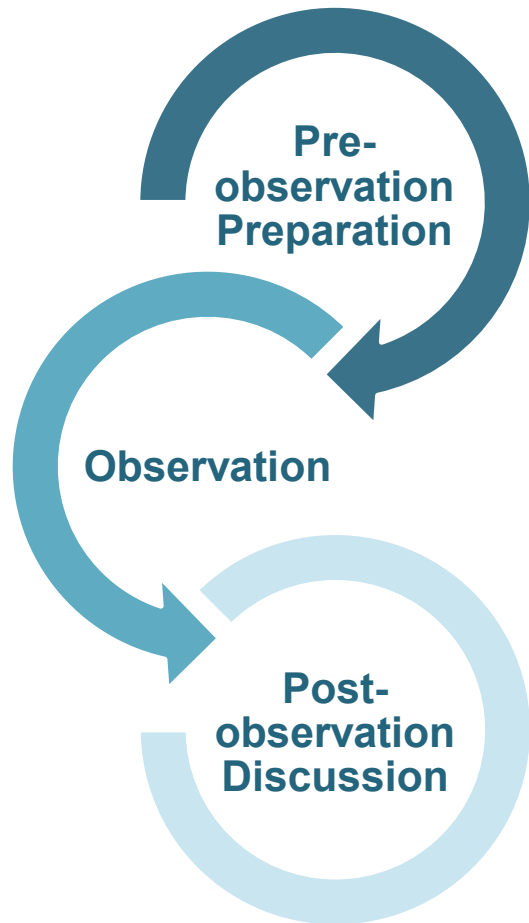 Pre-
observation
Preparation
Observation
Post-
observation
Discussion